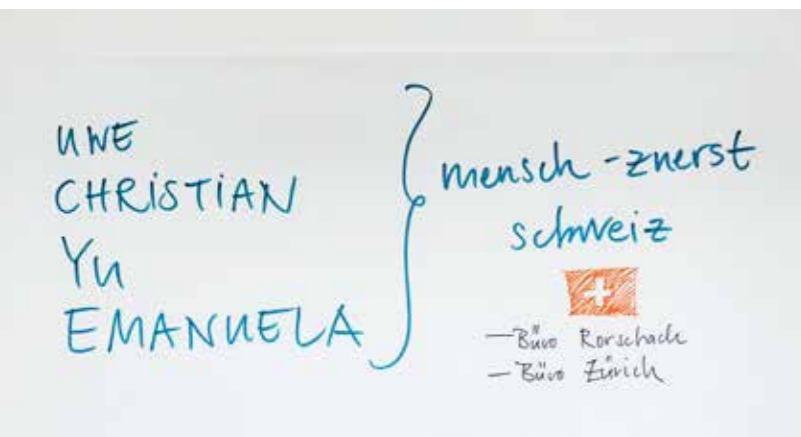 UWE
CHRiSTiAN
Yu
EMANUELA
mensch-zuerst
schweiz
– Büro Rorschach
– Büro Zürich